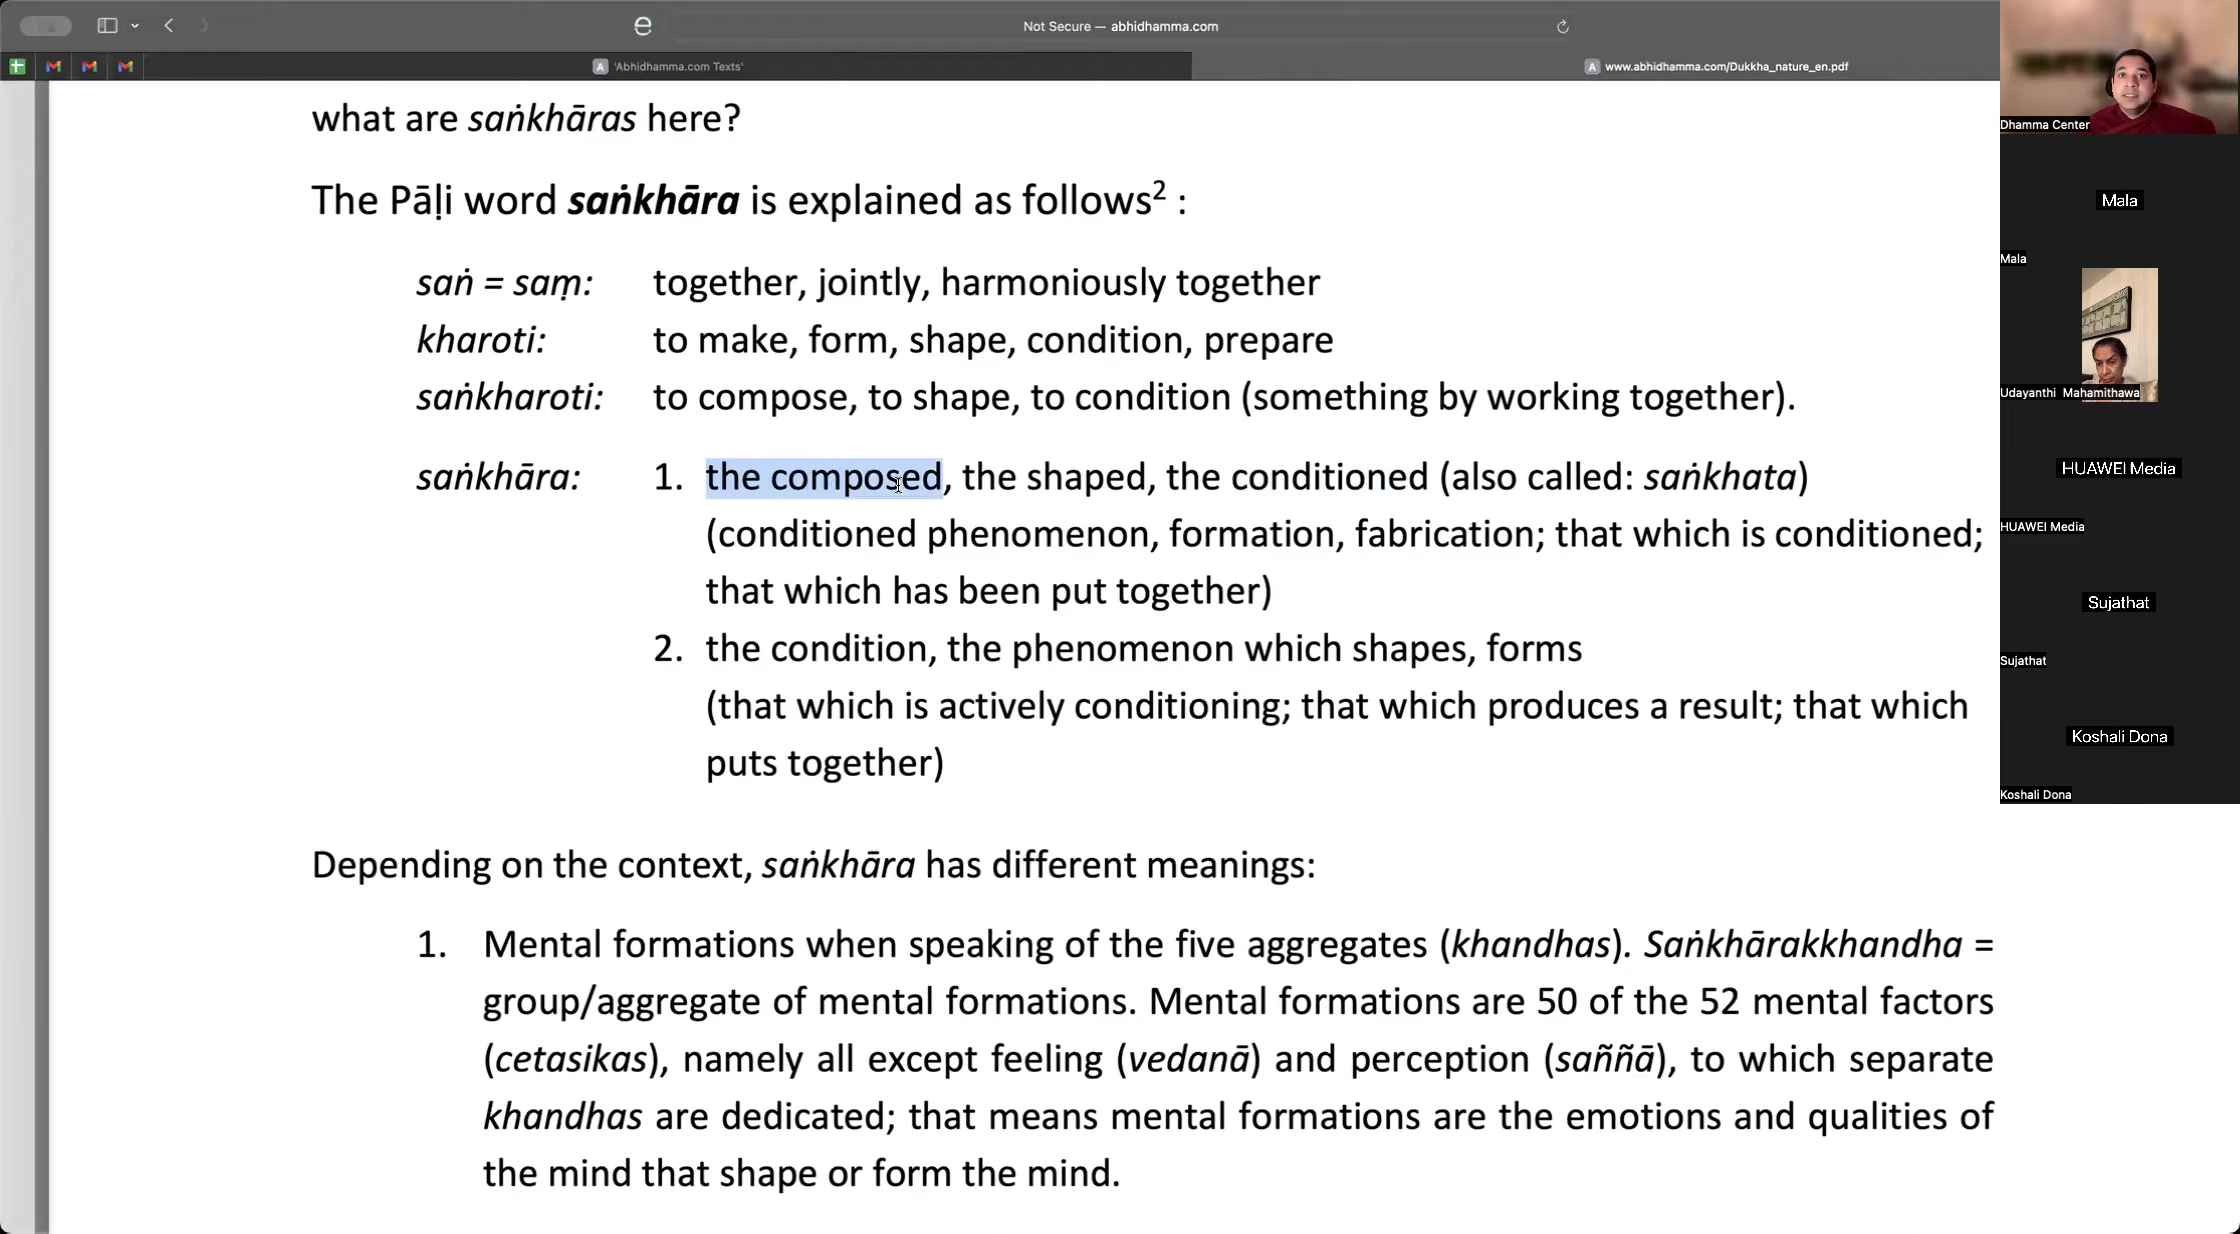 Not Secure — abhidhamma.com
'Abhidhamma.com Texts'
www.abhidhamma.com/Dukkha_nature_en.pdf
what are saṅkhāras here?
The Pāḷi word saṅkhāra is explained as follows2 :
saṅ = saṃ: together, jointly, harmoniously together
kharoti: to make, form, shape, condition, prepare
saṅkharoti: to compose, to shape, to condition (something by working together).
saṅkhāra: 1. the composed, the shaped, the conditioned (also called: saṅkhata)
(conditioned phenomenon, formation, fabrication; that which is conditioned;
that which has been put together)
2. the condition, the phenomenon which shapes, forms
(that which is actively conditioning; that which produces a result; that which
puts together)
Depending on the context, saṅkhāra has different meanings:
1. Mental formations when speaking of the five aggregates (khandhas). Saṅkhārakkhandha =
group/aggregate of mental formations. Mental formations are 50 of the 52 mental factors
(cetasikas), namely all except feeling (vedanā) and perception (saññā), to which separate
khandhas are dedicated; that means mental formations are the emotions and qualities of
the mind that shape or form the mind.
Dhamma Center
Mala
Mala
Udayanthi Mahamithawa
HUAWEI Media
HUAWEI Media
Sujathat
Sujathat
Koshali Dona
Koshali Dona